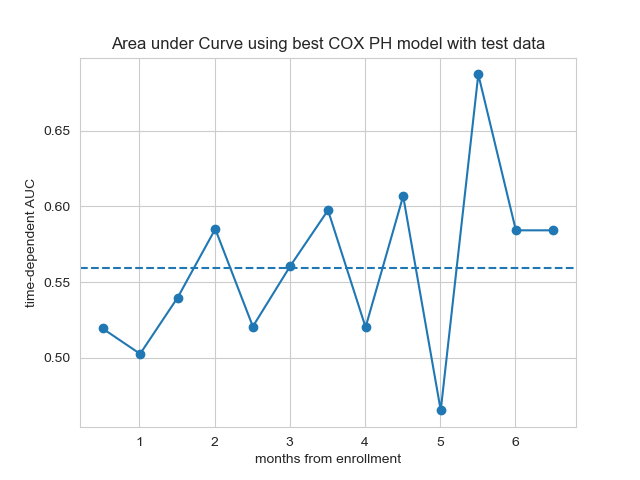 Area under Curve using best COX PH model with test data
time-dependent AUC
0.65
0.60
0.55
0.50
1 2 3 4 5 6
months from enrollment